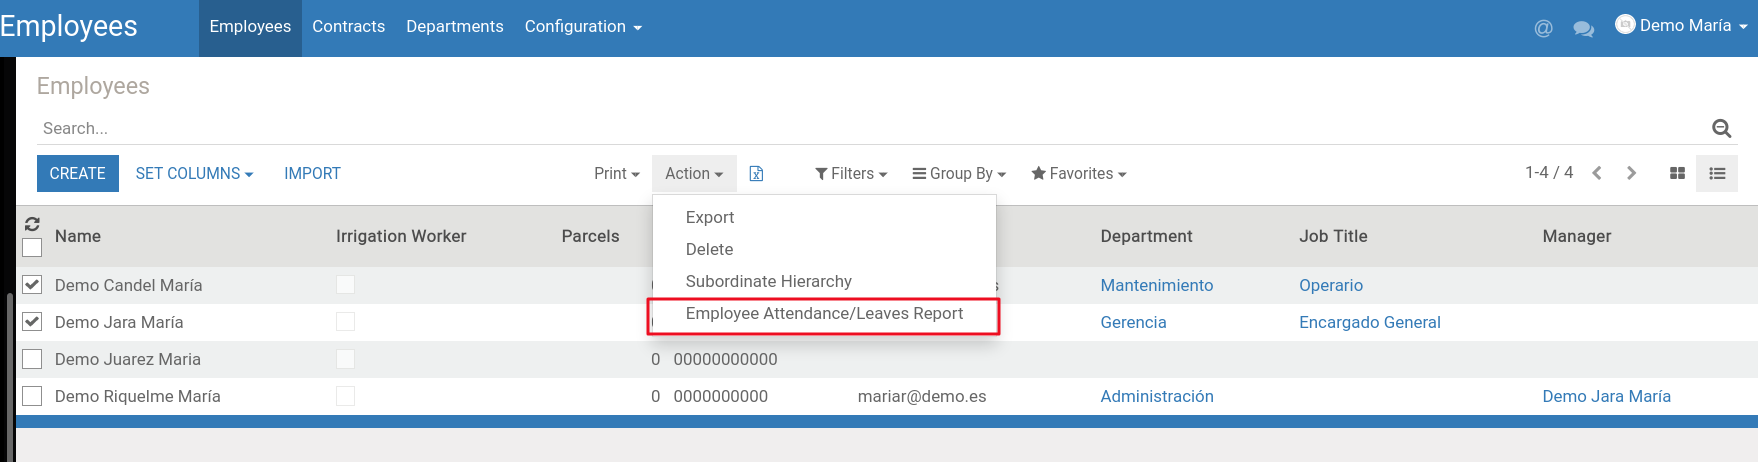 Employees Employees Contracts Departments Configuration @ Demo María
Employees
Search...
CREATE SET COLUMNS IMPORT Print Action Filters Group By Favorites 1-4 / 4
Export
Delete
Subordinate Hierarchy
Employee Attendance/Leaves Report
Name Irrigation Worker Parcels Department Job Title Manager
Demo Candel María Mantenimiento Operario
Demo Jara María Gerencia Encargado General
Demo Juarez Maria 0 00000000000
Demo Riquelme María 0 0000000000 mariar@demo.es Administración Demo Jara María